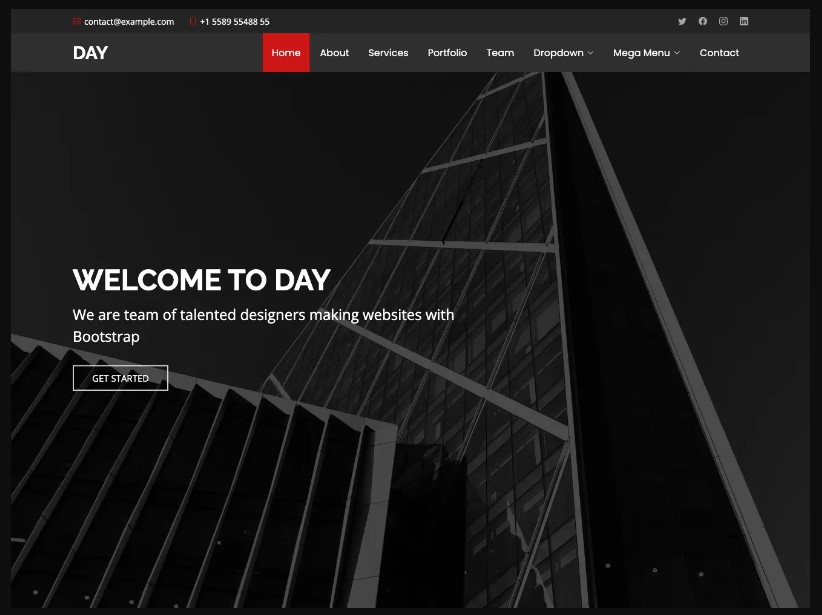 contact@example.com +1 5589 55488 55
DAY Home About Services Portfolio Team Dropdown Mega Menu Contact
WELCOME TO DAY
We are team of talented designers making websites with
Bootstrap
GET STARTED